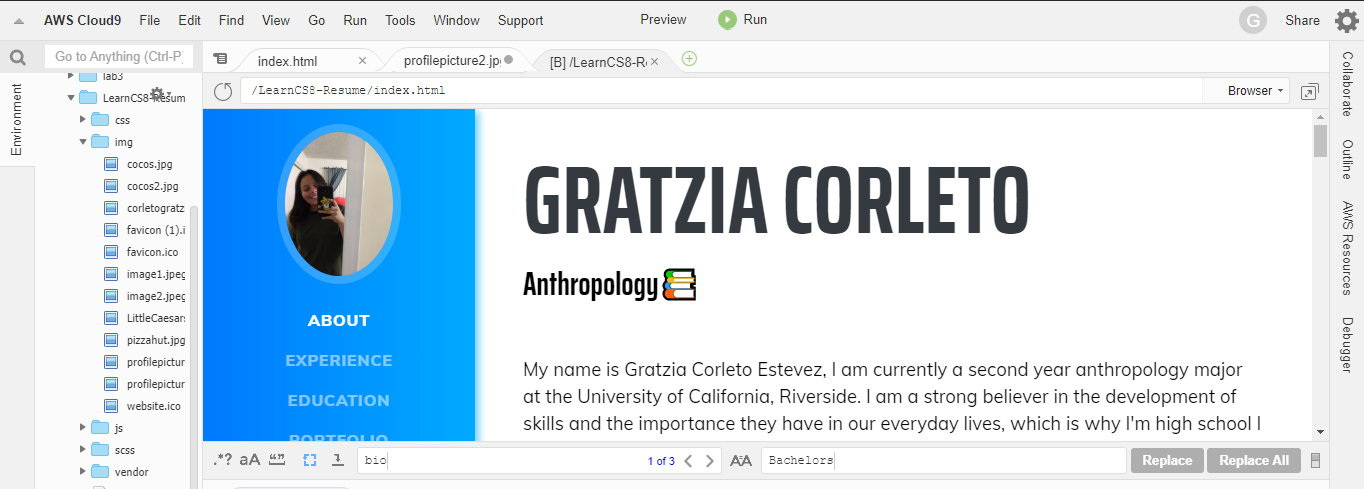 AWS Cloud9 File Edit Find View Go Run Tools Window Support Preview Run G Share
Go to Anything (Ctrl-P)
index.html
profilepicture2.jp
[B] /LearnCS8-Re
/LearnCS8-Resume/index.html
Browser
Environment
lab3
LearnCS8-Resum
css
img
cocos.jpg
cocos2.jpg
corletogratz
favicon (1).i
favicon.ico
image1.jpeg
image2.jpeg
LittleCaesars
pizzahut.jpg
profilepictur
profilepictur
website.ico
js
scss
vendor
ABOUT
EXPERIENCE
EDUCATION
PORTFOLIO
GRATZIA CORLETO
Anthropology
My name is Gratzia Corleto Estevez, I am currently a second year anthropology major
at the University of California, Riverside. I am a strong believer in the development of
skills and the importance they have in our everyday lives, which is why I'm high school I
Collaborate
Outline
AWS Resources
Debugger
.*? aA “” bio 1 of 3 AA Bachelors Replace Replace All